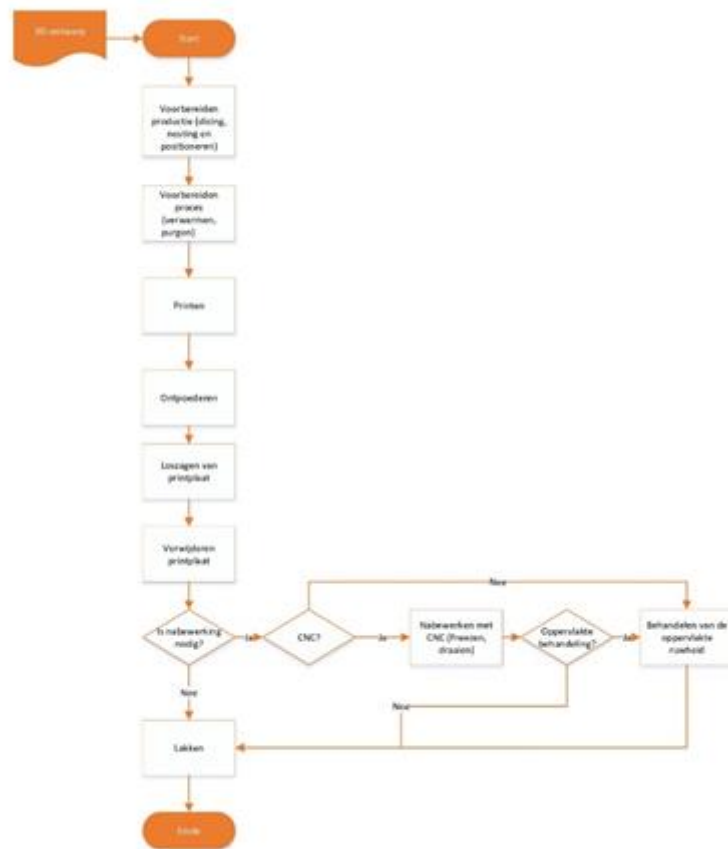 3D ontwerp
Start
Voorbereiden
productie (slicing,
nesting en
positioneren)
Voorbereiden
proces
(verwarmen,
purgen)
Printen
Ontpoederen
Loszagen van
printplaat
Verwijderen
printplaat
Is nabewerking
nodig?
Ja
CNC?
Ja
Nabewerken met
CNC (Freezen,
draaien)
Oppervlakte
behandeling?
Ja
Behandelen van de
oppervlakte
ruwheid
Nee
Nee
Nee
Lakken
Einde